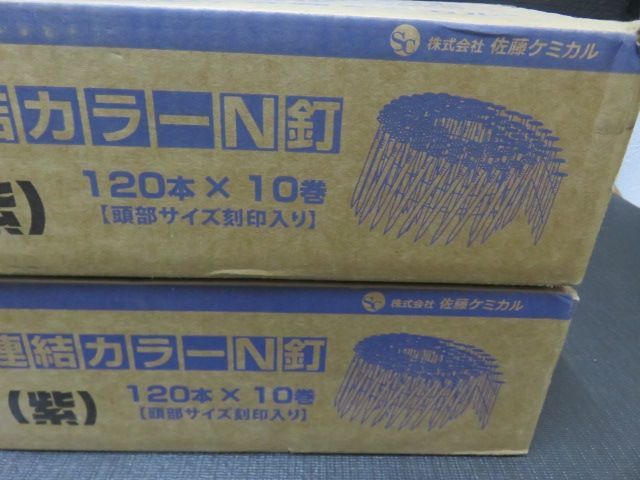 SC 株式会社 佐藤ケミカル
結カラーN釘
紫)
120本×10巻
【頭部サイズ刻印入り】
SC 株式会社 佐藤ケミカル
連結カラーN釘
(紫)
120本×10巻
【頭部サイズ刻印入り】